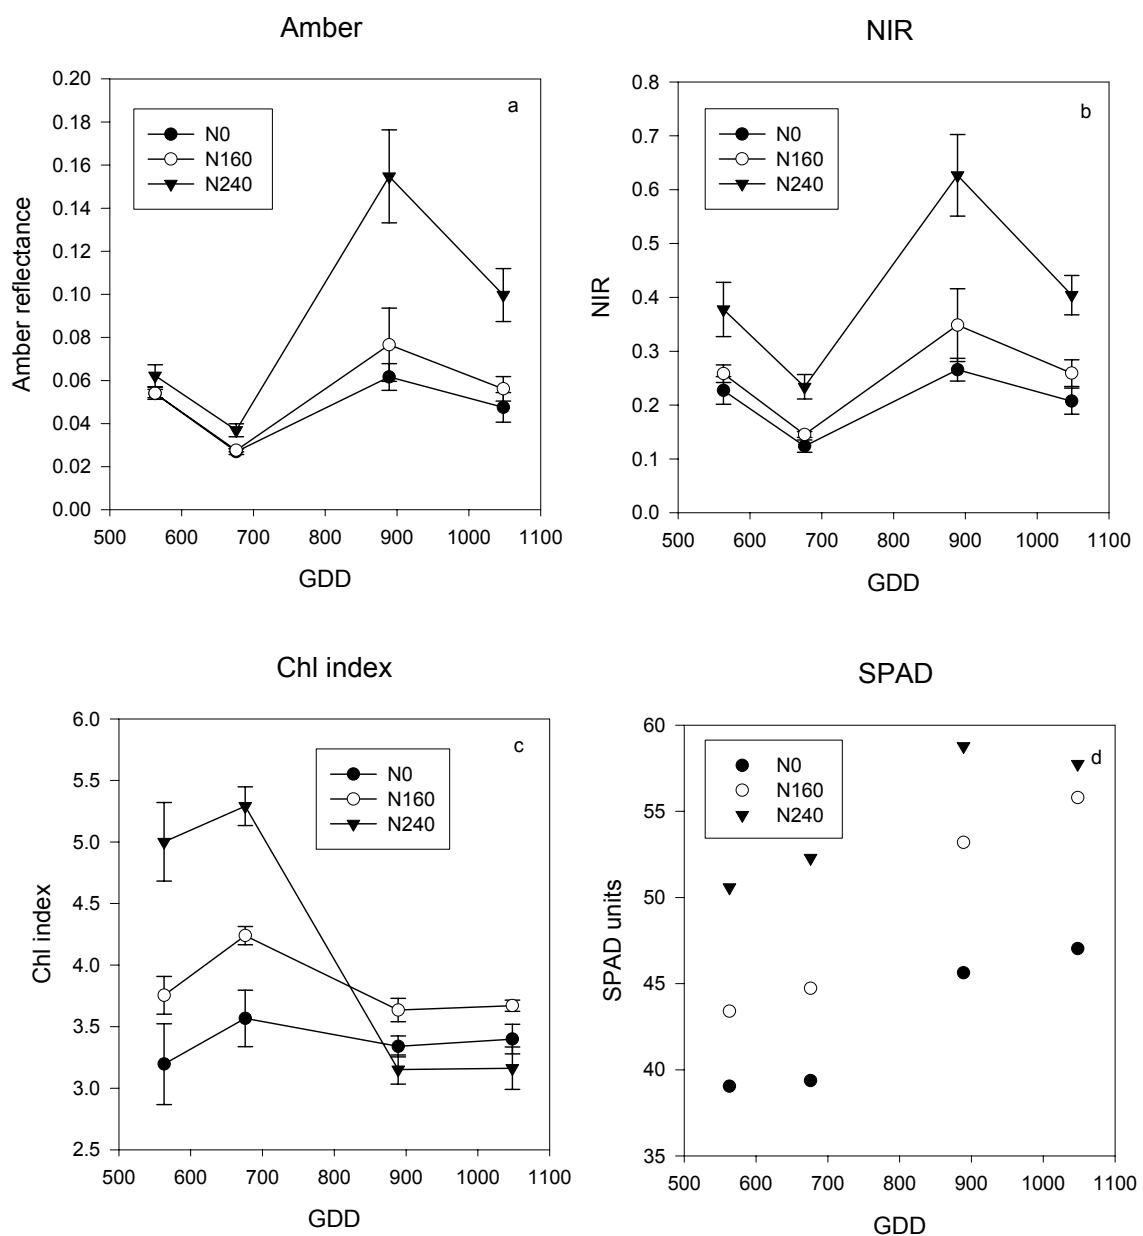 Amber
a
N0
N160
N240
Amber reflectance
0.20
0.18
0.16
0.14
0.12
0.10
0.08
0.06
0.04
0.02
0.00
500 600 700 800 900 1000 1100
GDD
NIR
b
N0
N160
N240
NIR
0.8
0.7
0.6
0.5
0.4
0.3
0.2
0.1
0.0
500 600 700 800 900 1000 1100
GDD
Chl index
c
N0
N160
N240
Chl index
6.0
5.5
5.0
4.5
4.0
3.5
3.0
2.5
500 600 700 800 900 1000 1100
GDD
SPAD
d
N0
N160
N240
SPAD units
60
55
50
45
40
35
500 600 700 800 900 1000 1100
GDD